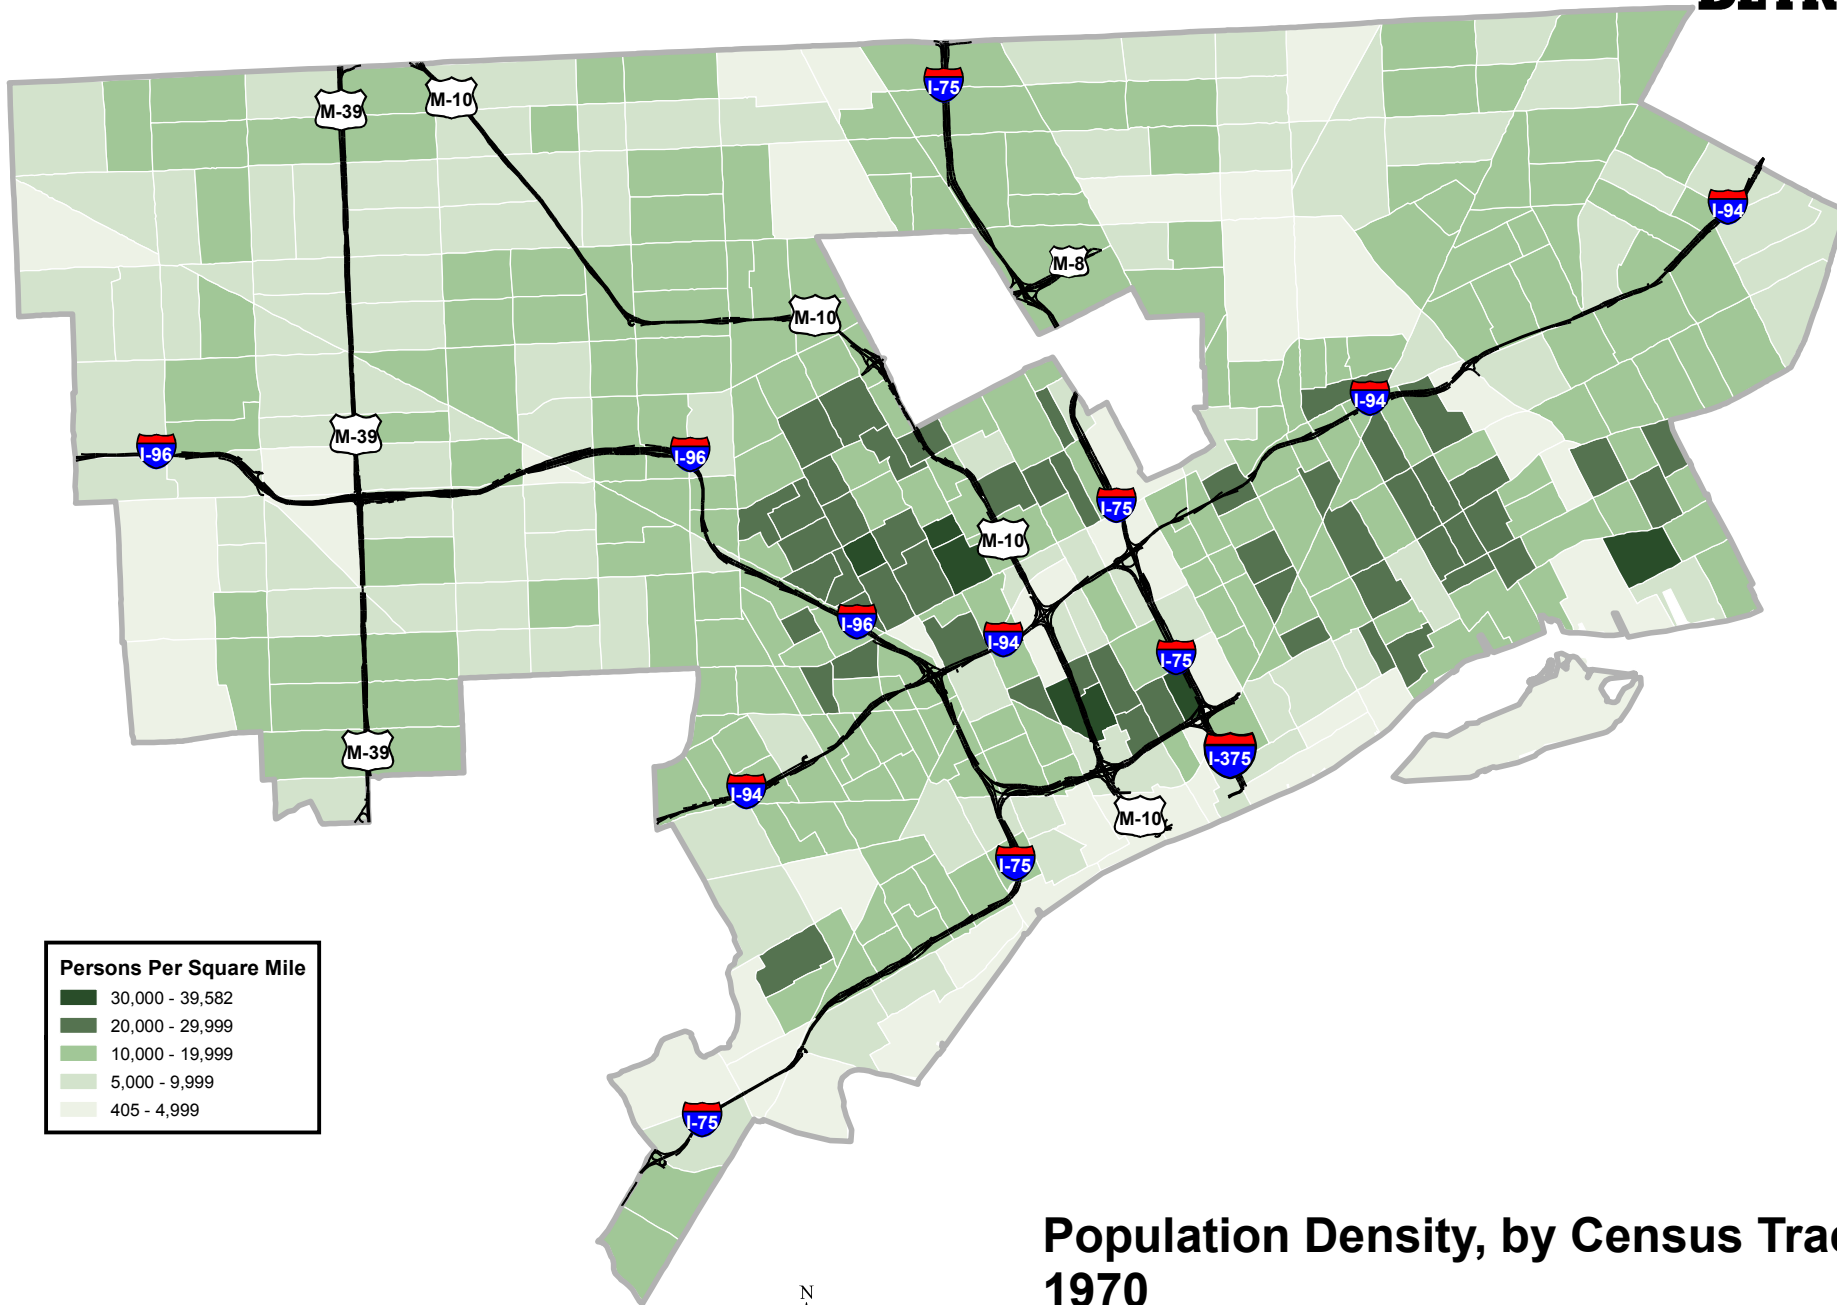 I-75
M-10
M-39
I-94
M-8
M-10
I-94
M-39
I-96
I-96
I-75
M-10
I-96
I-94
I-75
M-39
I-375
I-94
M-10
I-75
Persons Per Square Mile
30,000 - 39,582
20,000 - 29,999
10,000 - 19,999
5,000 - 9,999
405 - 4,999
I-75
Population Density, by Census
1970
N